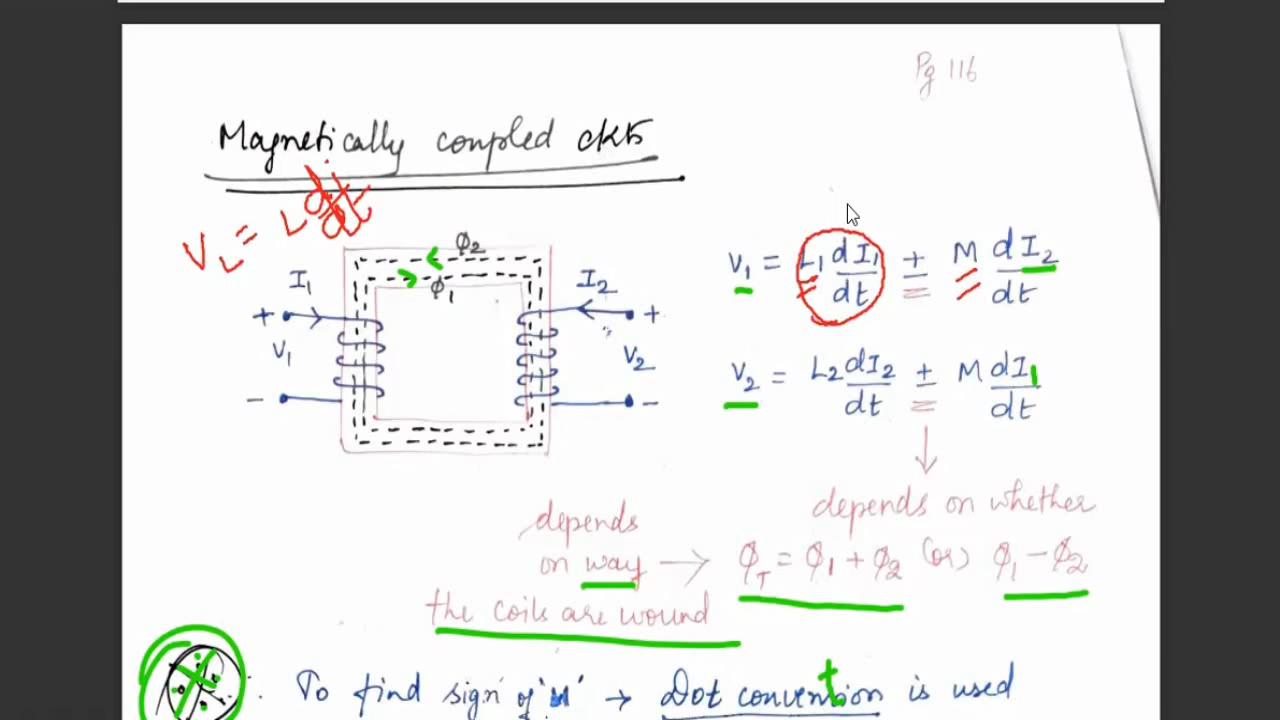 Pg 116
Magnetically coupled ckts
V_L = L di/dt
ϕ2
ϕ1
I1
I2
+
+
V1
V2
-
-
V1 = L1 dI1/dt ± M dI2/dt
V2 = L2 dI2/dt ± M dI1/dt
depends on whether
depends
on way → ϕT = ϕ1 + ϕ2 (or) ϕ1 - ϕ2
the coils are wound
To find sign of 'M' → Dot convention is used